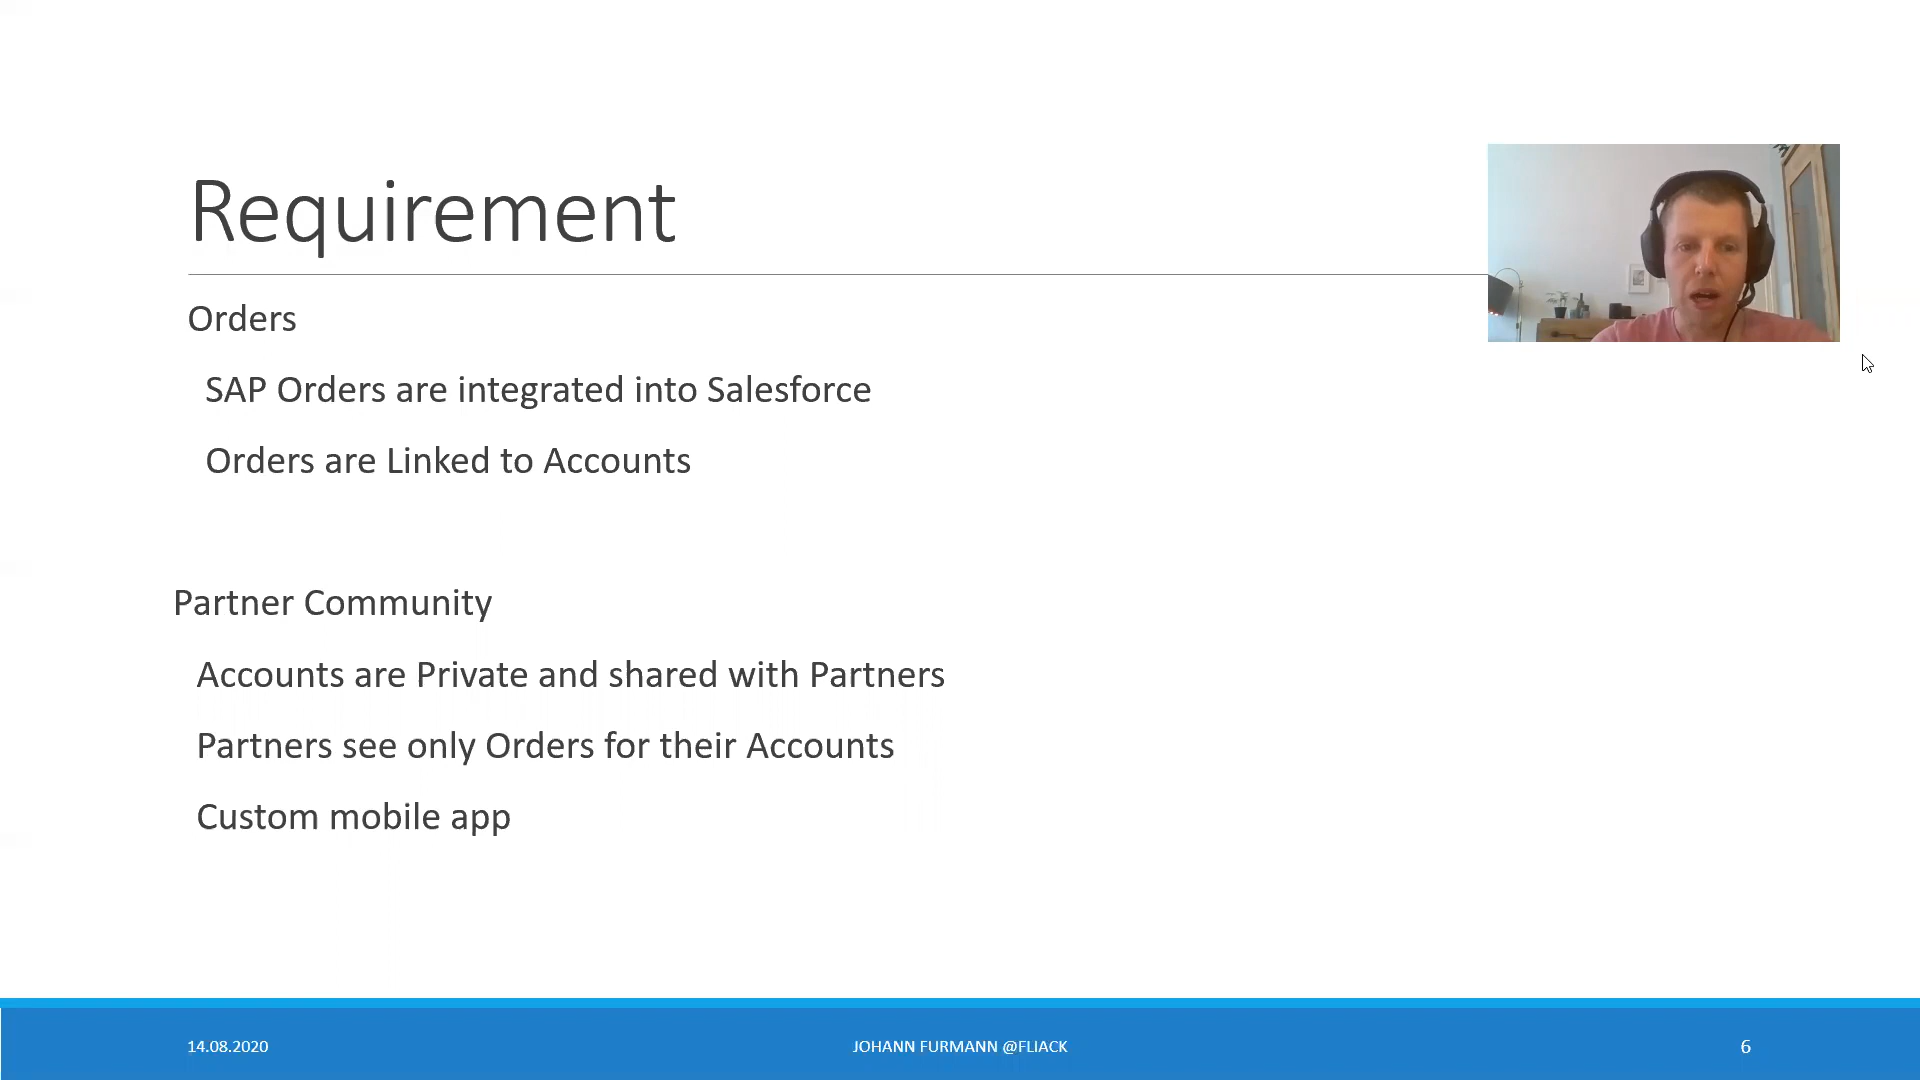 Requirement
Orders
SAP Orders are integrated into Salesforce
Orders are Linked to Accounts
Partner Community
Accounts are Private and shared with Partners
Partners see only Orders for their Accounts
Custom mobile app
14.08.2020
JOHANN FURMANN @FLIACK
6